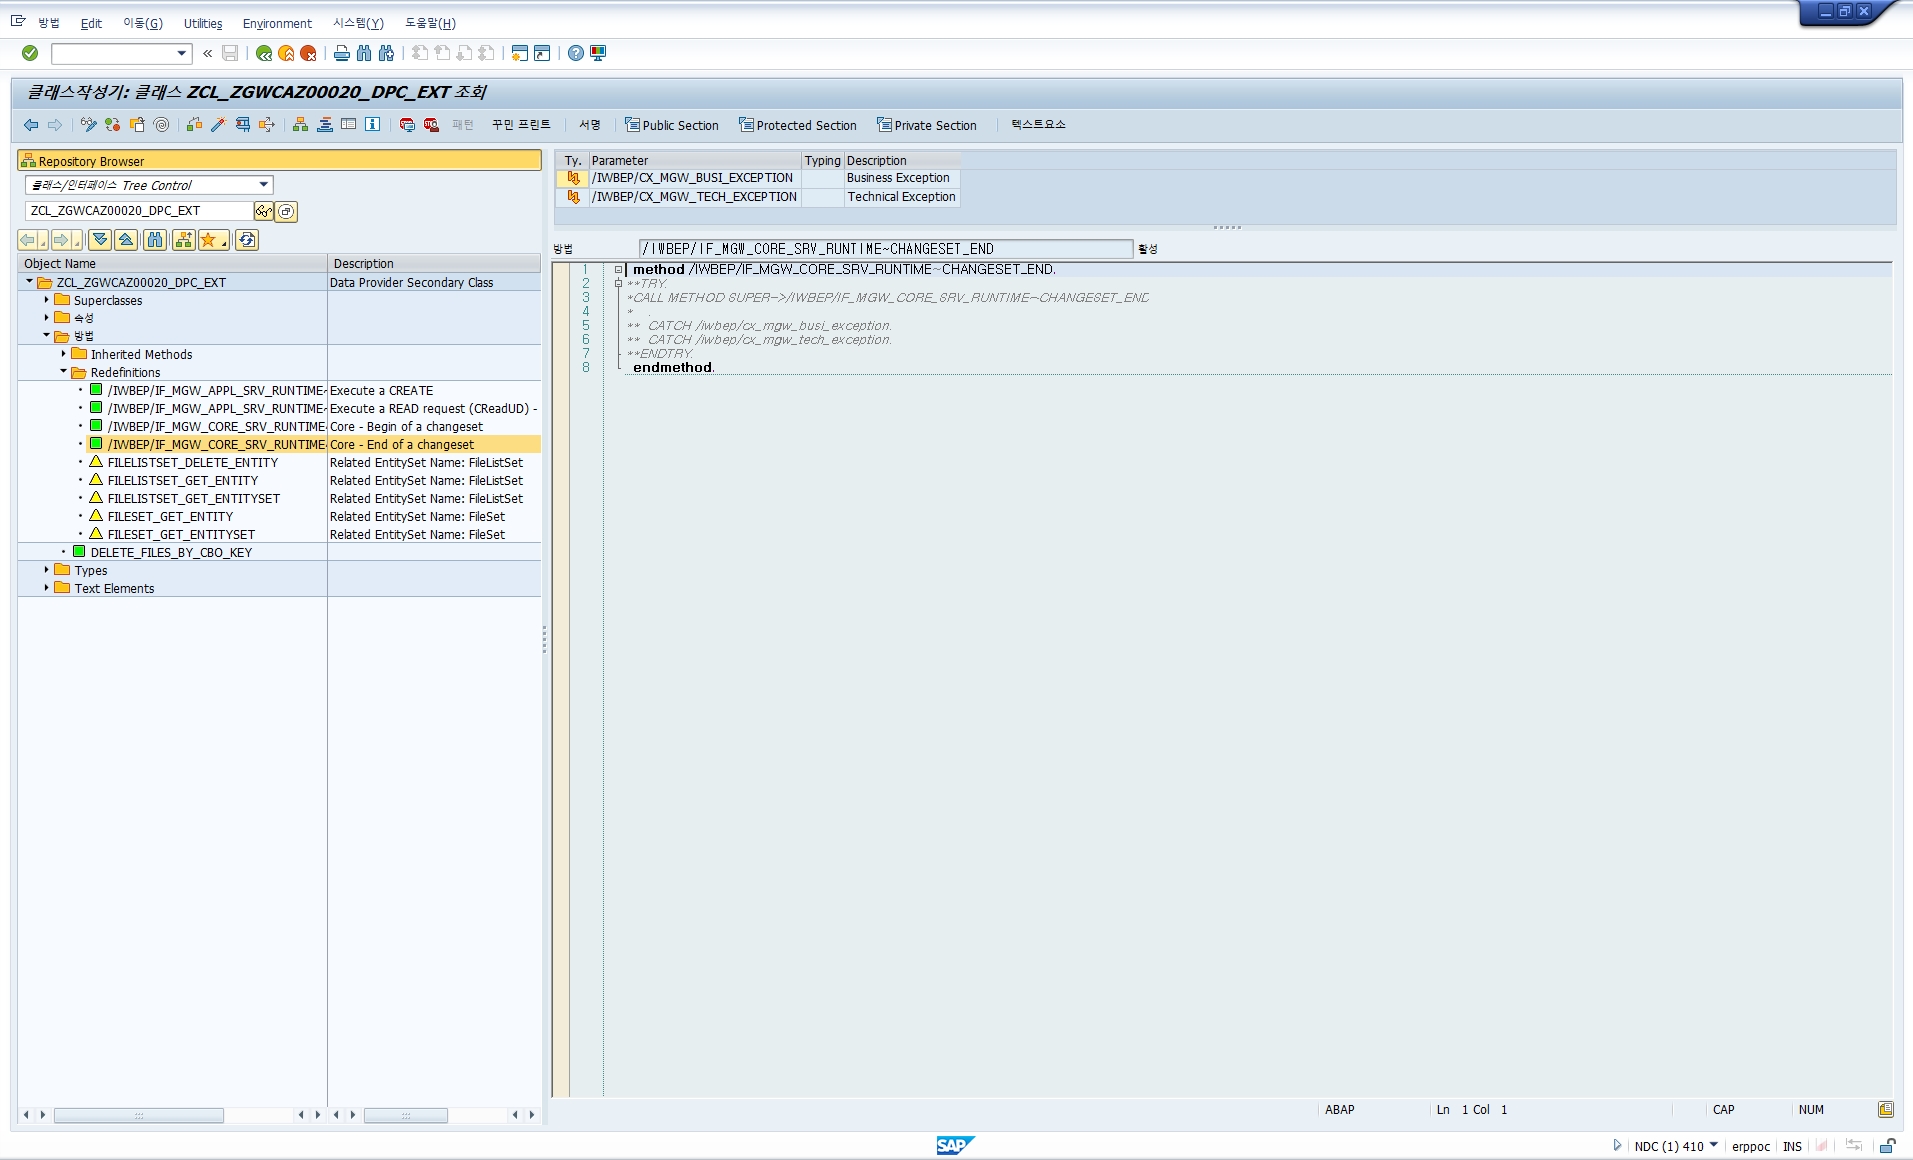 방법 Edit 이동(G) Utilities Environment 시스템(Y) 도움말(H)
클래스작성기: 클래스 ZCL_ZGWCAZ00020_DPC_EXT 조회
패턴 꾸민 프린트 서명 Public Section Protected Section Private Section 텍스트요소
Repository Browser
클래스/인터페이스 Tree Control
ZCL_ZGWCAZ00020_DPC_EXT
Object Name Description
ZCL_ZGWCAZ00020_DPC_EXT Data Provider Secondary Class
Superclasses
속성
방법
Inherited Methods
Redefinitions
/IWBEP/IF_MGW_APPL_SRV_RUNTIME~ Execute a CREATE
/IWBEP/IF_MGW_APPL_SRV_RUNTIME~ Execute a READ request (CReadUD) -
/IWBEP/IF_MGW_CORE_SRV_RUNTIME Core - Begin of a changeset
/IWBEP/IF_MGW_CORE_SRV_RUNTIME Core - End of a changeset
FILELISTSET_DELETE_ENTITY Related EntitySet Name: FileListSet
FILELISTSET_GET_ENTITY Related EntitySet Name: FileListSet
FILELISTSET_GET_ENTITYSET Related EntitySet Name: FileListSet
FILESET_GET_ENTITY Related EntitySet Name: FileSet
FILESET_GET_ENTITYSET Related EntitySet Name: FileSet
DELETE_FILES_BY_CBO_KEY
Types
Text Elements
Ty. Parameter Typing Description
/IWBEP/CX_MGW_BUSI_EXCEPTION Business Exception
/IWBEP/CX_MGW_TECH_EXCEPTION Technical Exception
방법 /IWBEP/IF_MGW_CORE_SRV_RUNTIME~CHANGESET_END 활성
1 method /IWBEP/IF_MGW_CORE_SRV_RUNTIME~CHANGESET_END.
2 **TRY.
3 *CALL METHOD SUPER->/IWBEP/IF_MGW_CORE_SRV_RUNTIME~CHANGESET_END
4 * .
5 ** CATCH /iwbep/cx_mgw_busi_exception.
6 ** CATCH /iwbep/cx_mgw_tech_exception.
7 **ENDTRY.
8 endmethod.
ABAP Ln 1 Col 1 CAP NUM
SAP NDC (1) 410 erppoc INS